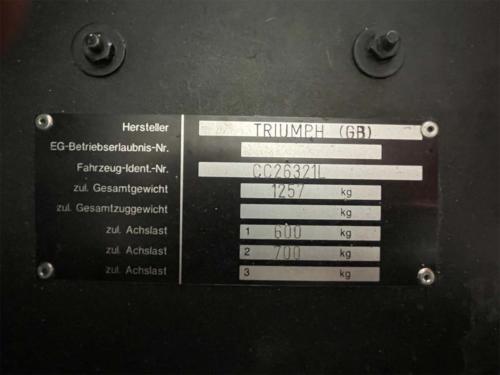 Hersteller TRIUMPH (GB)
EG-Betriebserlaubnis-Nr.
Fahrzeug-Ident.-Nr. CC26321L
zul. Gesamtgewicht 1257 kg
zul. Gesamtzuggewicht kg
zul. Achslast 1 600 kg
zul. Achslast 2 700 kg
zul. Achslast 3 kg